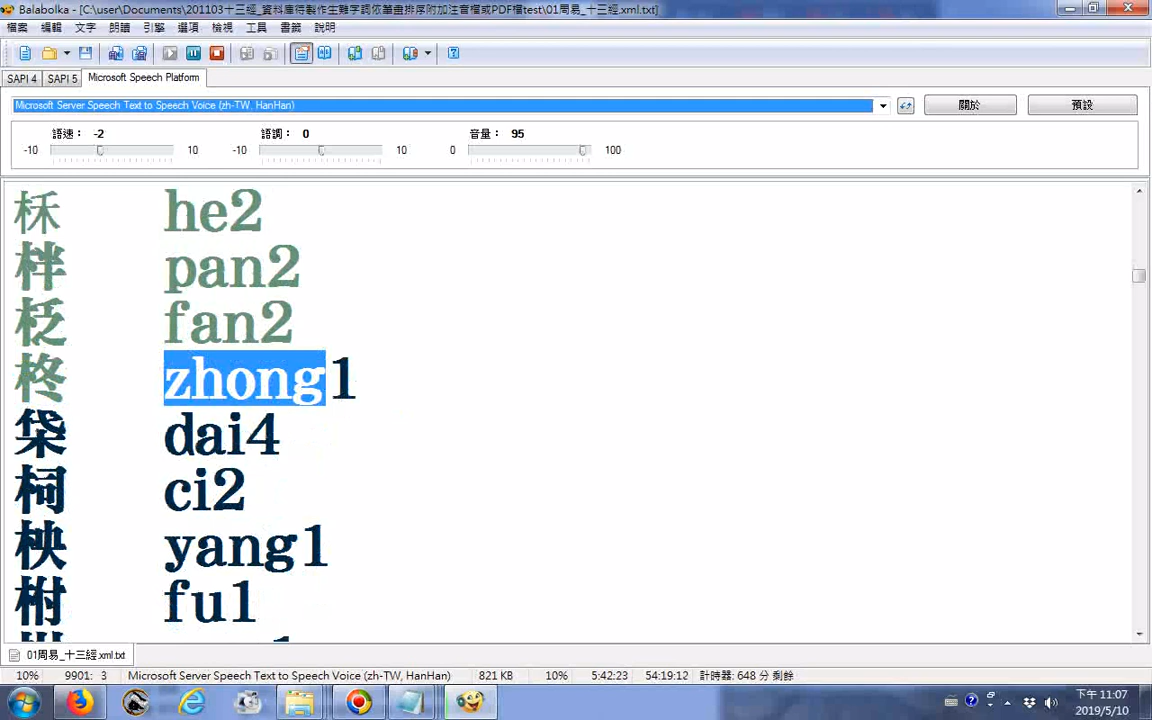 Balabolka - [C:\user\Documents\201103十三經_資料庫待製作生難字詞依筆畫排序附加注音檔或PDF檔test\01周易_十三經.xml.txt]
檔案 編輯 文字 朗讀 引擎 選項 檢視 工具 書籤 說明
SAPI 4 SAPI 5 Microsoft Speech Platform
Microsoft Server Speech Text to Speech Voice (zh-TW, HanHan)
關於 預設
語速： -2 語調： 0 音量： 95
-10 10 -10 10 0 100
柇 he2
柈 pan2
柉 fan2
柊 zhong1
柋 dai4
柌 ci2
柍 yang1
柎 fu1
01周易_十三經.xml.txt
10% 9901: 3 Microsoft Server Speech Text to Speech Voice (zh-TW, HanHan) 821 KB 10% 5:42:23 54:19:12 計時器: 648 分 剩餘
下午 11:07
2019/5/10